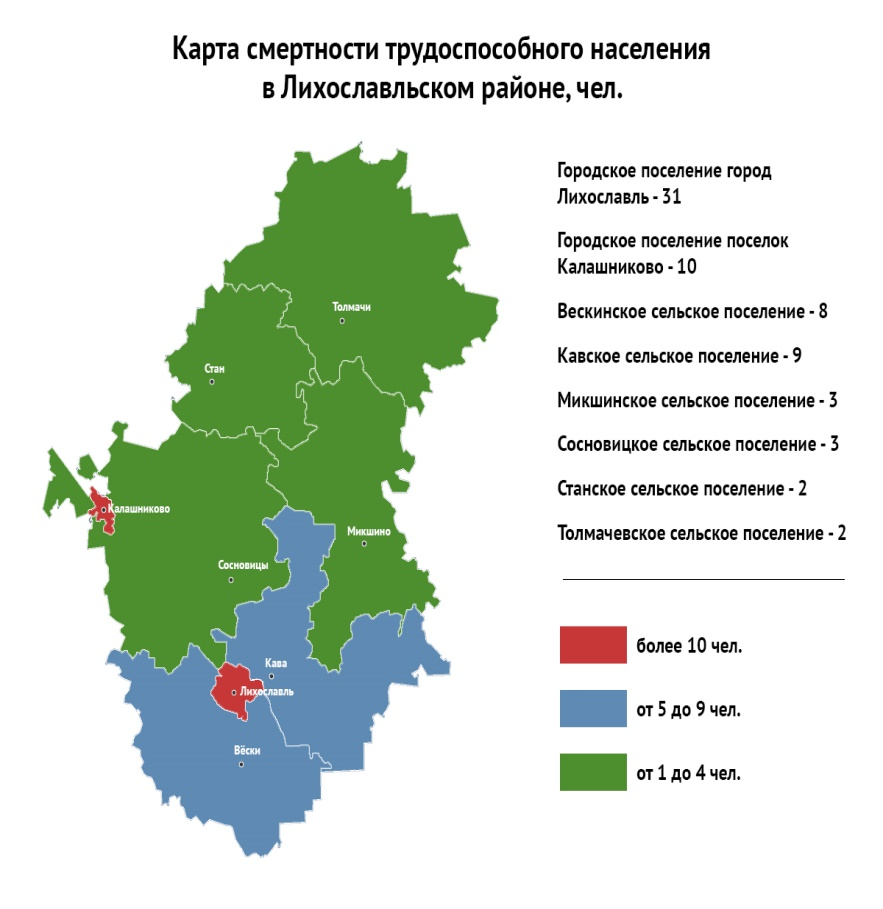 Карта смертности трудоспособного населения
в Лихославльском районе, чел.
Городское поселение город
Лихославль - 31
Городское поселение поселок
Калашниково - 10
Вескинское сельское поселение - 8
Кавское сельское поселение - 9
Микшинское сельское поселение - 3
Сосновицкое сельское поселение - 3
Станское сельское поселение - 2
Толмачевское сельское поселение - 2
Толмачи
Стан
Калашниково
Микшино
Сосновицы
Кава
Лихославль
Вёски
более 10 чел.
от 5 до 9 чел.
от 1 до 4 чел.